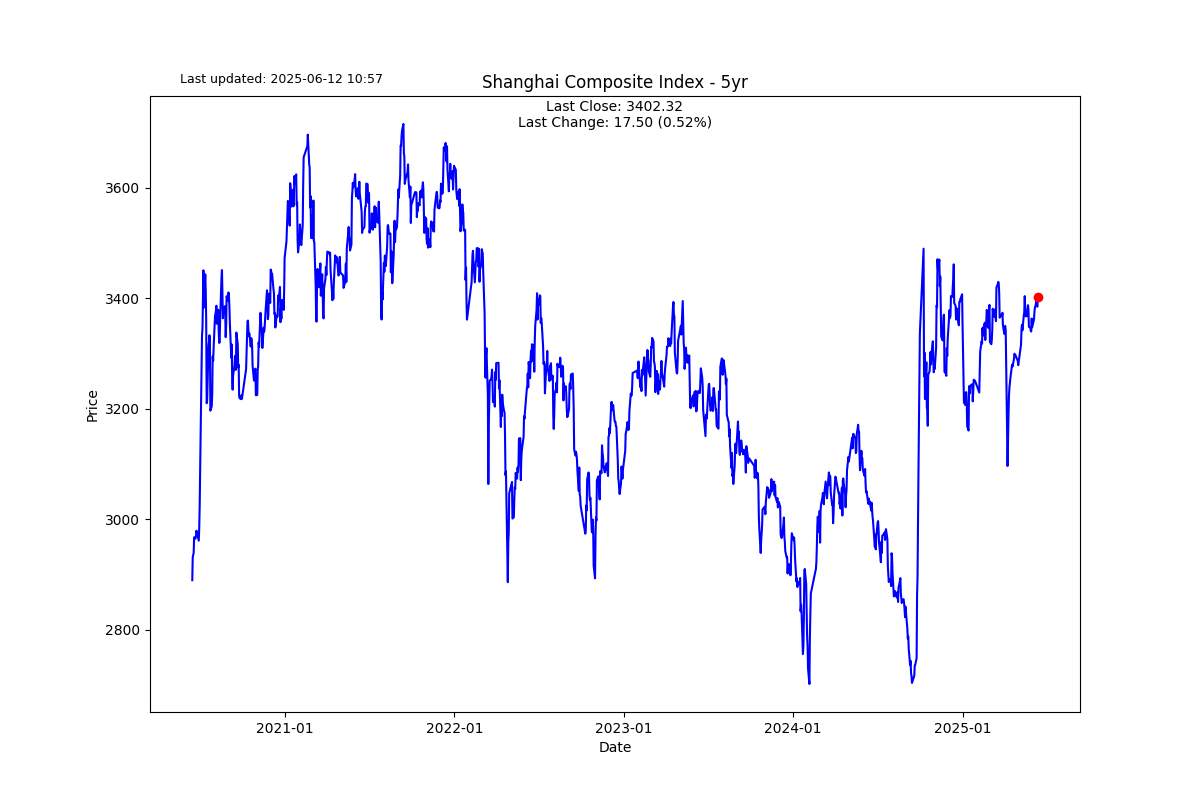 Last updated: 2025-06-12 10:57
Shanghai Composite Index - 5yr
Last Close: 3402.32
Last Change: 17.50 (0.52%)
Price
3600
3400
3200
3000
2800
2021-01
2022-01
2023-01
2024-01
2025-01
Date